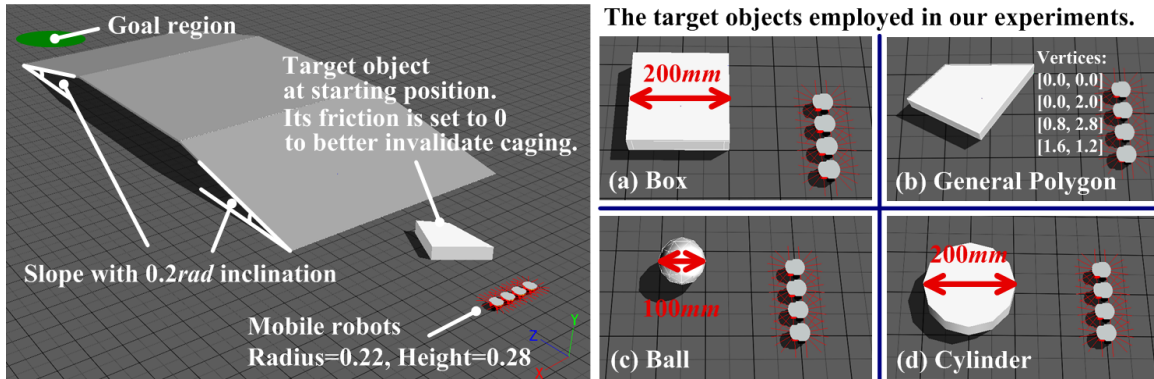 Goal region
Target object
at starting position.
Its friction is set to 0
to better invalidate caging.
Slope with 0.2rad inclination
Mobile robots
Radius=0.22, Height=0.28
Z
Y
X
The target objects employed in our experiments.
200mm
(a) Box
Vertices:
[0.0, 0.0]
[0.0, 2.0]
[0.8, 2.8]
[1.6, 1.2]
(b) General Polygon
100mm
(c) Ball
200mm
(d) Cylinder